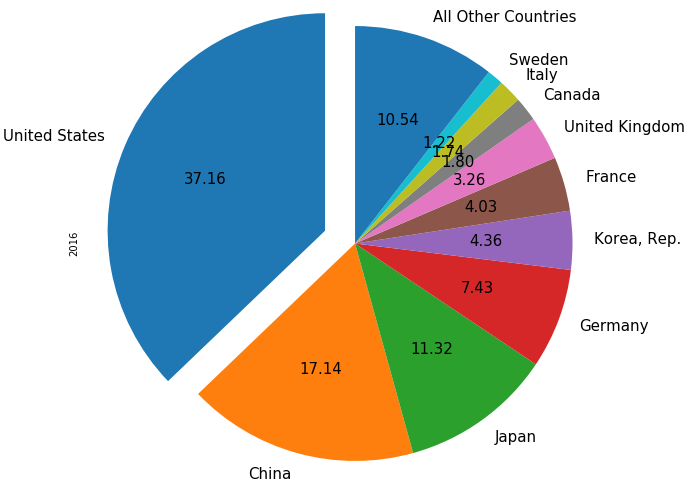 All Other Countries
Sweden
Italy
Canada
United Kingdom
France
Korea, Rep.
Germany
Japan
China
United States
2016
10.54
1.22
1.74
1.80
3.26
4.03
4.36
7.43
11.32
17.14
37.16